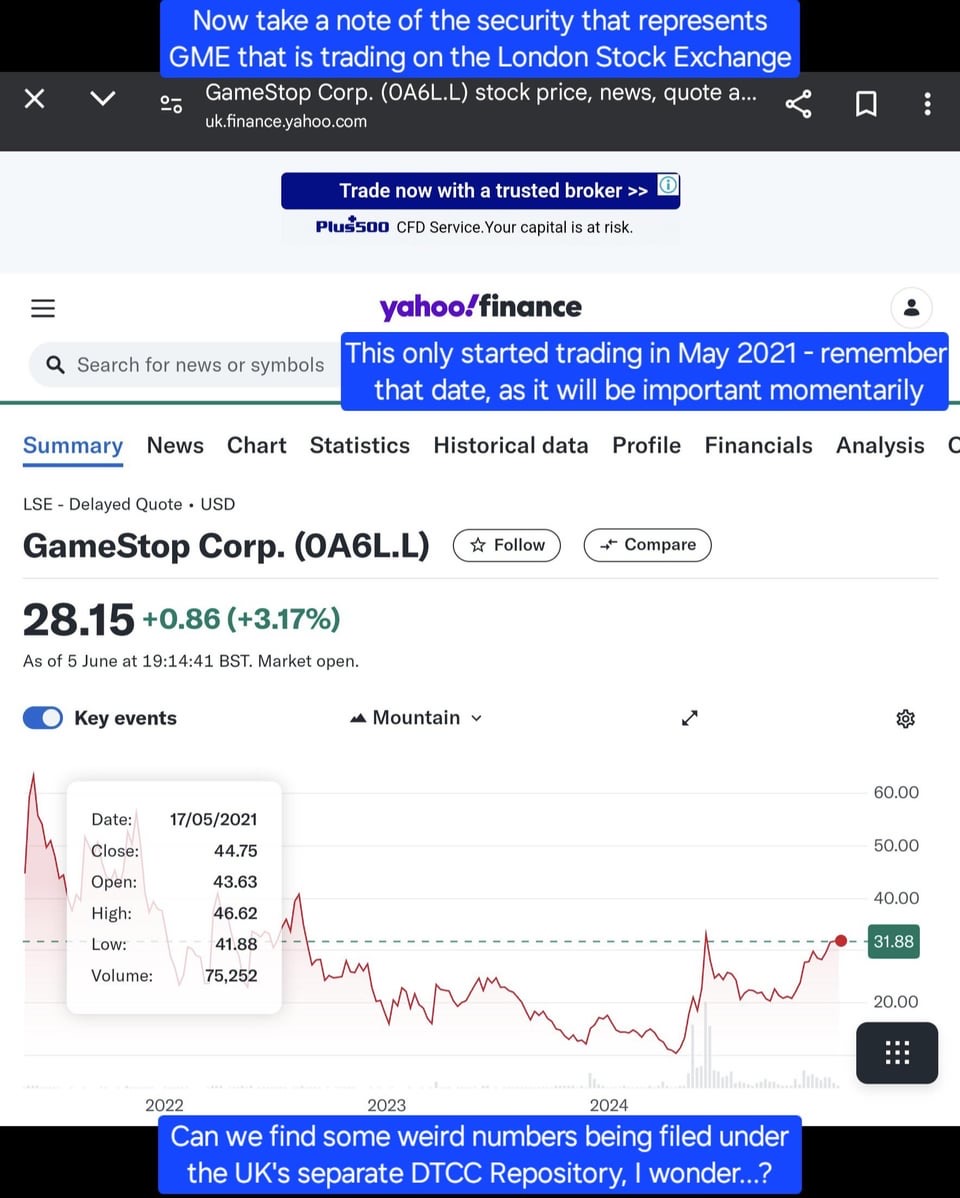 Now take a note of the security that represents
GME that is trading on the London Stock Exchange
GameStop Corp. (0A6L.L) stock price, news, quote a...
uk.finance.yahoo.com
Trade now with a trusted broker >>
Plus500 CFD Service.Your capital is at risk.
yahoo!finance
Search for news or symbols
This only started trading in May 2021 - remember
that date, as it will be important momentarily
Summary News Chart Statistics Historical data Profile Financials Analysis C
LSE - Delayed Quote • USD
GameStop Corp. (0A6L.L) Follow Compare
28.15 +0.86 (+3.17%)
As of 5 June at 19:14:41 BST. Market open.
Key events Mountain
60.00
Date: 17/05/2021
Close: 44.75
50.00
Open: 43.63
40.00
High: 46.62
Low: 41.88
31.88
Volume: 75,252
20.00
2022 2023 2024
Can we find some weird numbers being filed under
the UK's separate DTCC Repository, I wonder...?